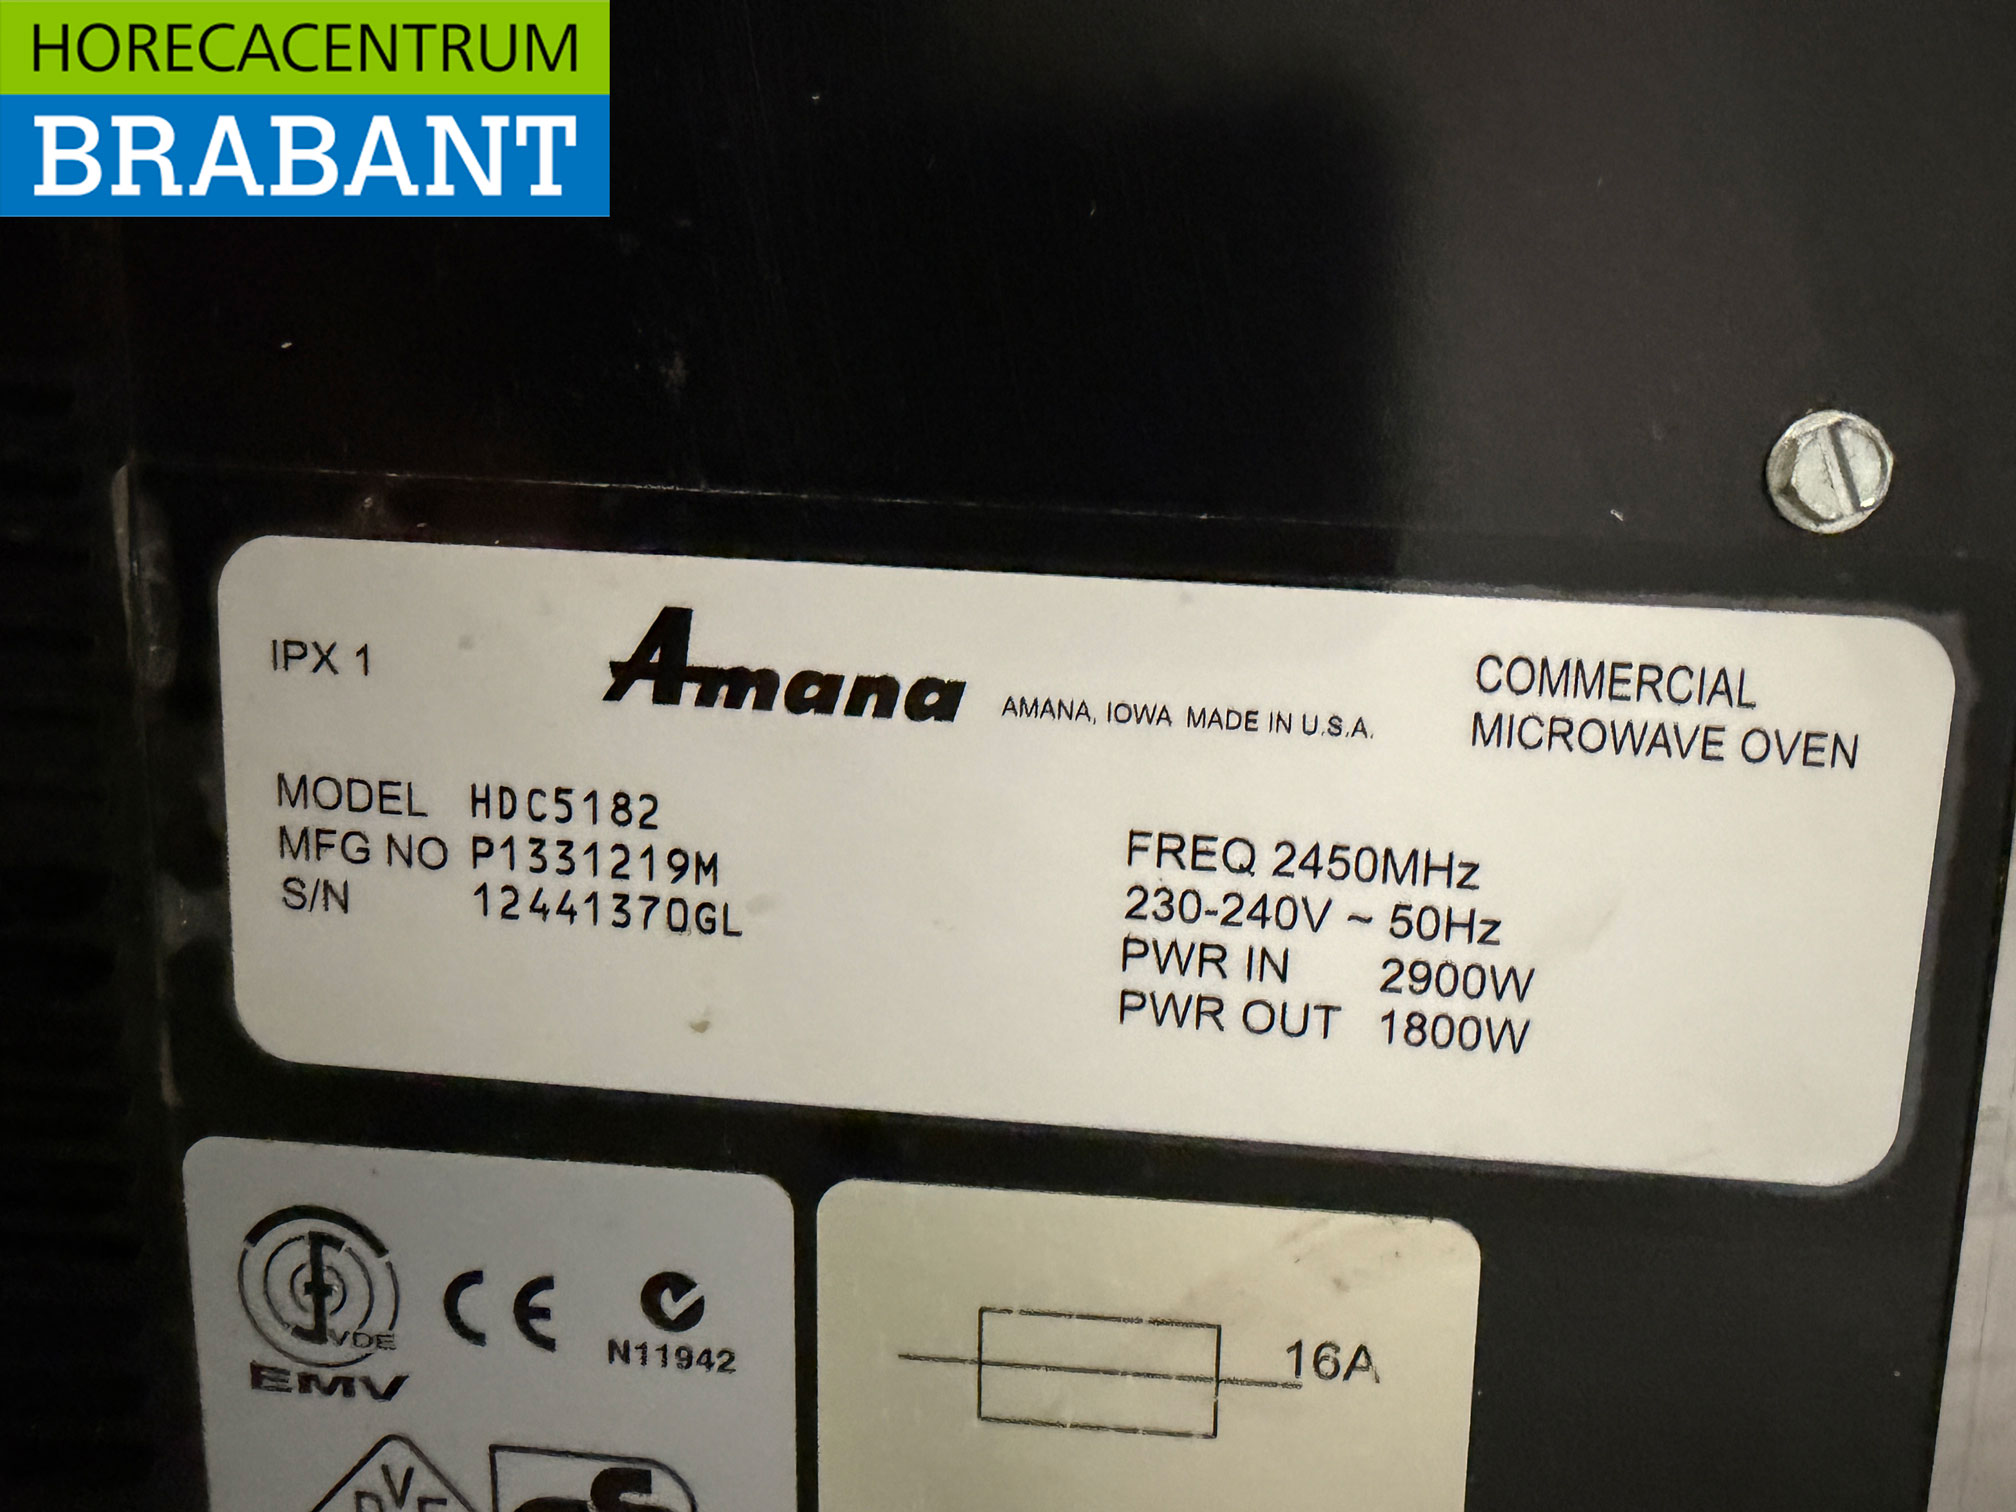 HORECACENTRUM
BRABANT
IPX 1
Amana AMANA, IOWA MADE IN U.S.A.
COMMERCIAL
MICROWAVE OVEN
MODEL HDC5182
MFG NO P1331219M
S/N 12441370GL
FREQ 2450MHz
230-240V ~ 50Hz
PWR IN 2900W
PWR OUT 1800W
VDE
EMV
CE
N11942
16A